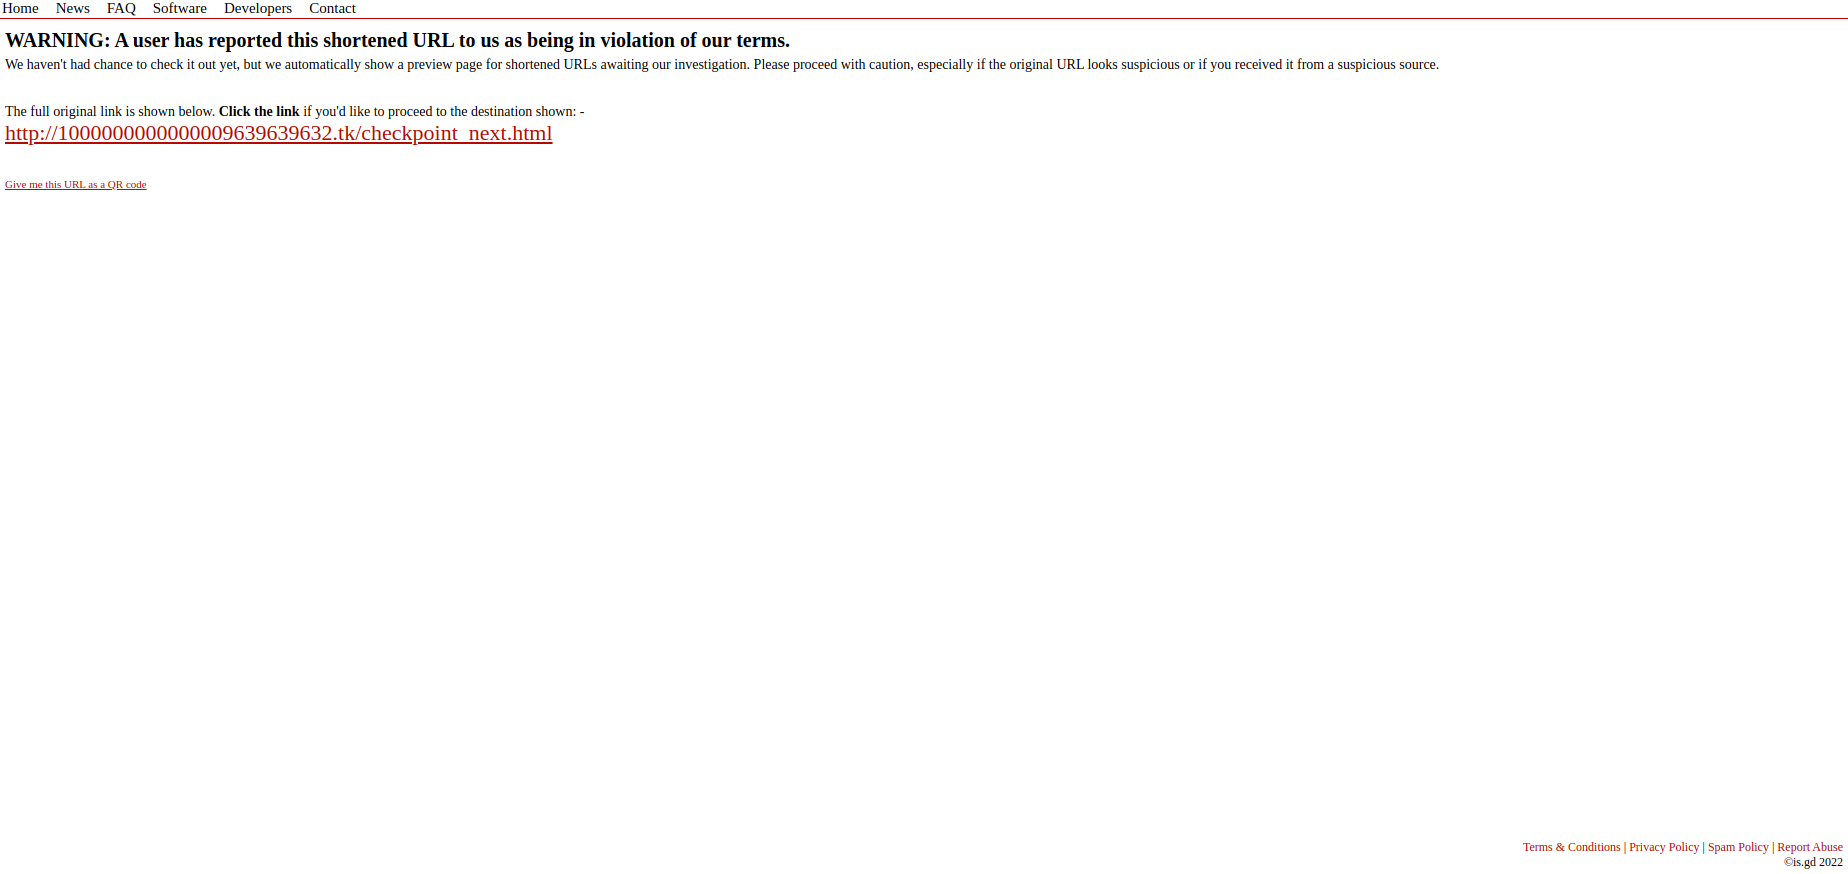 Home News FAQ Software Developers Contact
WARNING: A user has reported this shortened URL to us as being in violation of our terms.
We haven't had chance to check it out yet, but we automatically show a preview page for shortened URLs awaiting our investigation. Please proceed with caution, especially if the original URL looks suspicious or if you received it from a suspicious source.
The full original link is shown below. Click the link if you'd like to proceed to the destination shown: -
http://1000000000000009639639632.tk/checkpoint_next.html
Give me this URL as a QR code
Terms & Conditions | Privacy Policy | Spam Policy | Report Abuse
©is.gd 2022